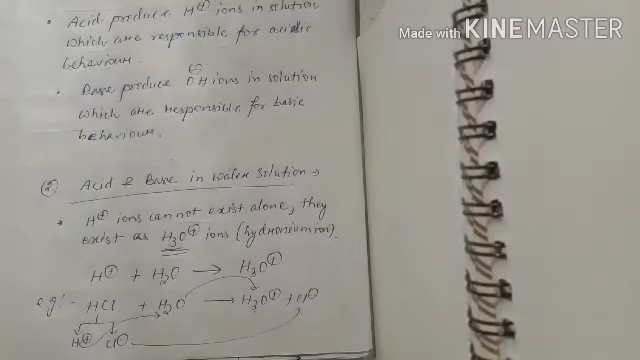 Made with KINEMASTER
• Acid produce H⊕ ions in solution
which are responsible for acidic
behaviour.
• Base produce ⊖OH ions in solution
which are responsible for basic
behaviour.
(2) Acid & Base in water solution →
• H⊕ ions cannot exist alone, they
exist as H3O⊕ ions (hydronium ion).
H⊕ + H2O → H3O⊕
e.g:- HCl + H2O → H3O⊕ + Cl⊖
H⊕ Cl⊖